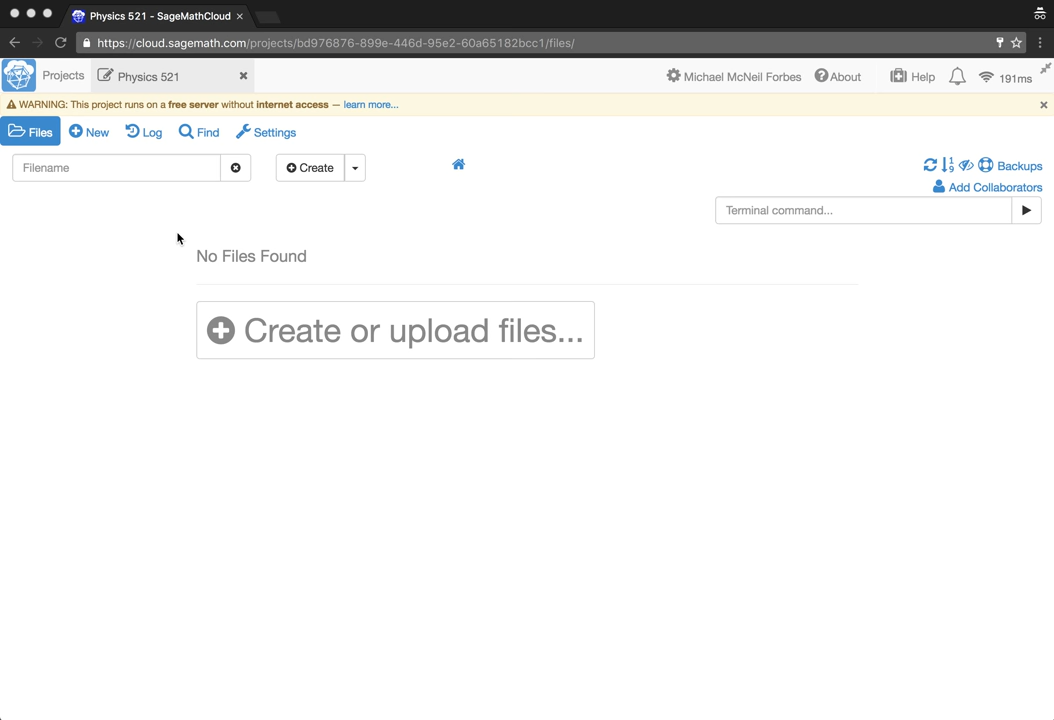 Physics 521 - SageMathCloud
https://cloud.sagemath.com/projects/bd976876-899e-446d-95e2-60a65182bcc1/files/
Projects Physics 521 Michael McNeil Forbes About Help 191ms
WARNING: This project runs on a free server without internet access — learn more...
Files New Log Find Settings
Filename Create Backups
Add Collaborators
Terminal command...
No Files Found
Create or upload files...